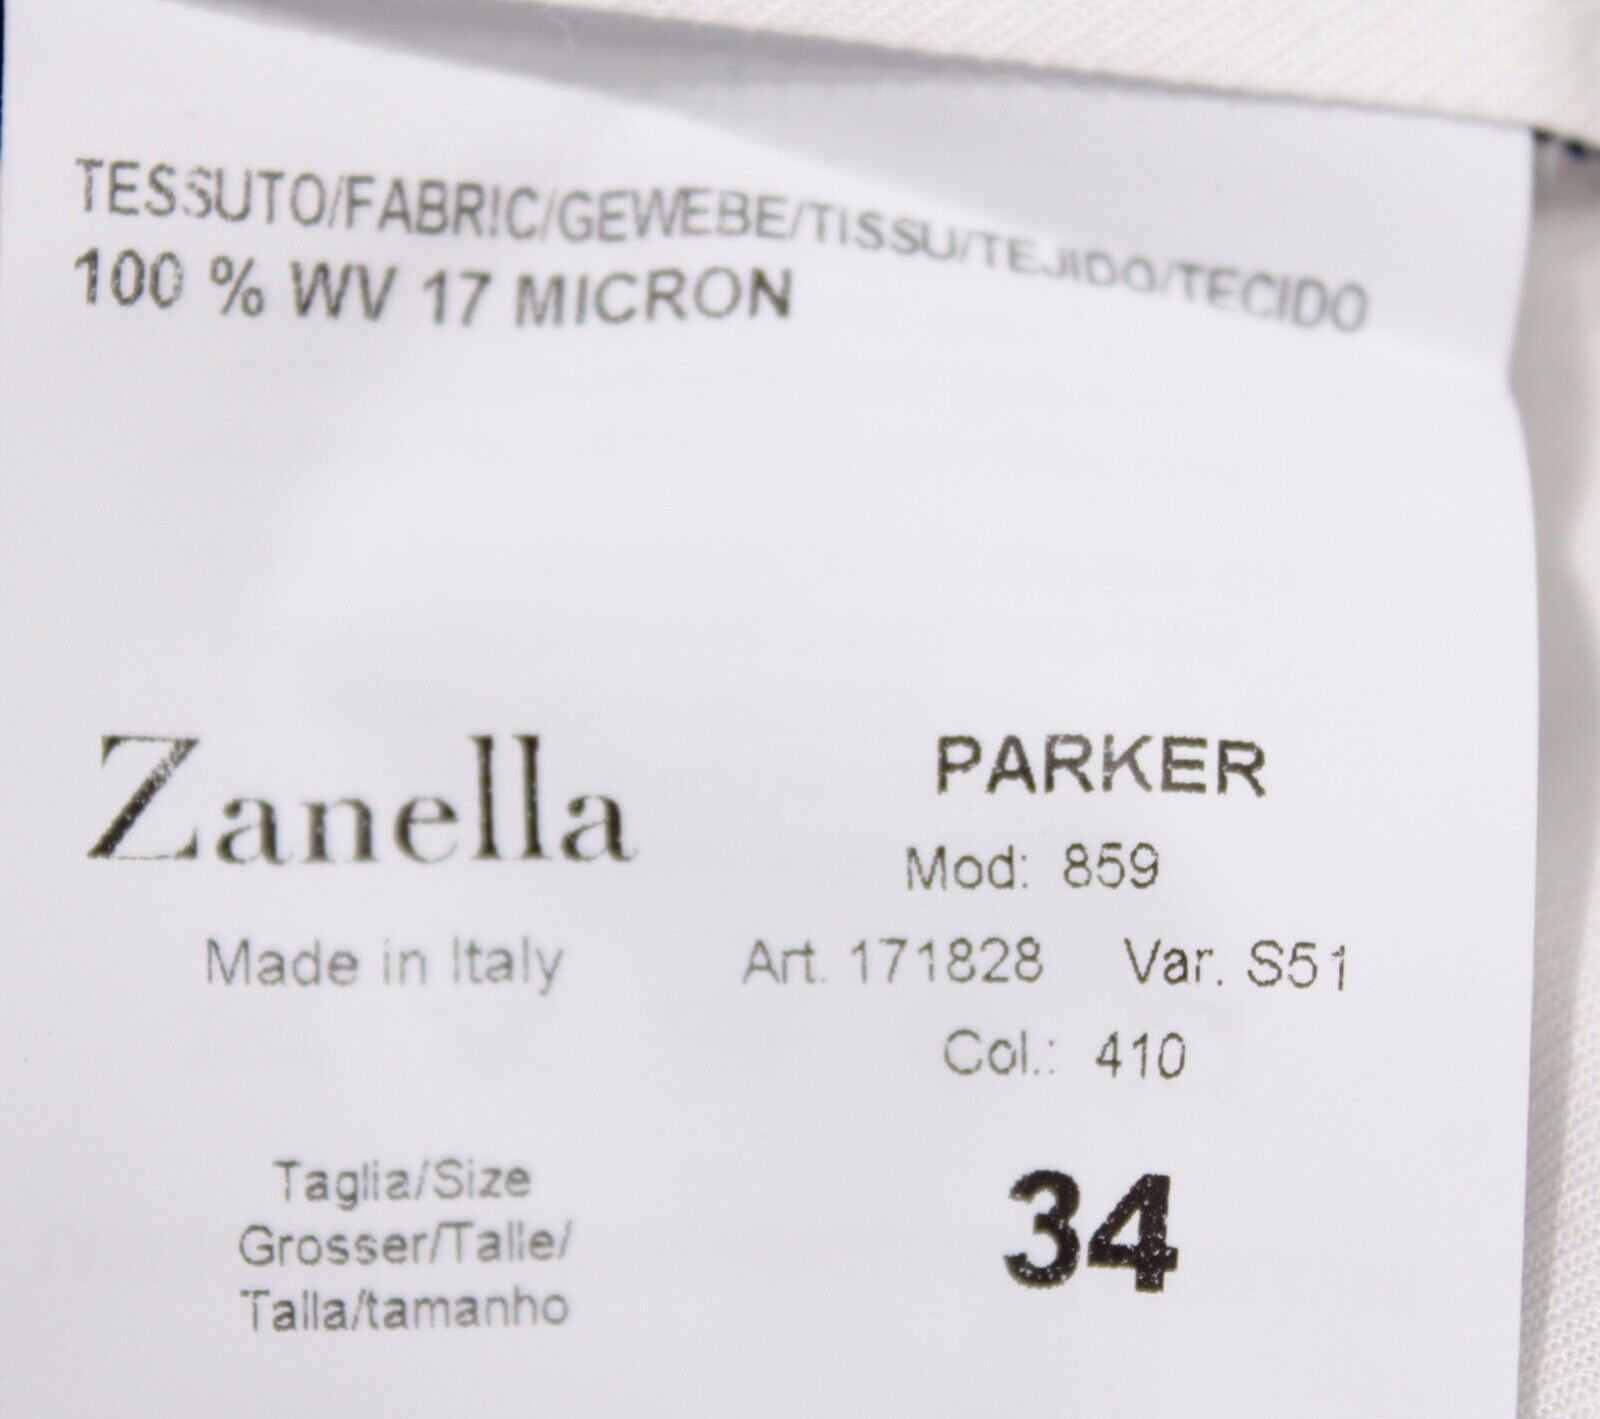 TESSUTO/FABRIC/GEWEBE/TISSU/TEJIDO/TECIDO
100 % WV 17 MICRON
Zanella
Made in Italy
PARKER
Mod: 859
Art. 171828 Var. S51
Col.: 410
Taglia/Size
Grosser/Talle/
Talla/tamanho
34